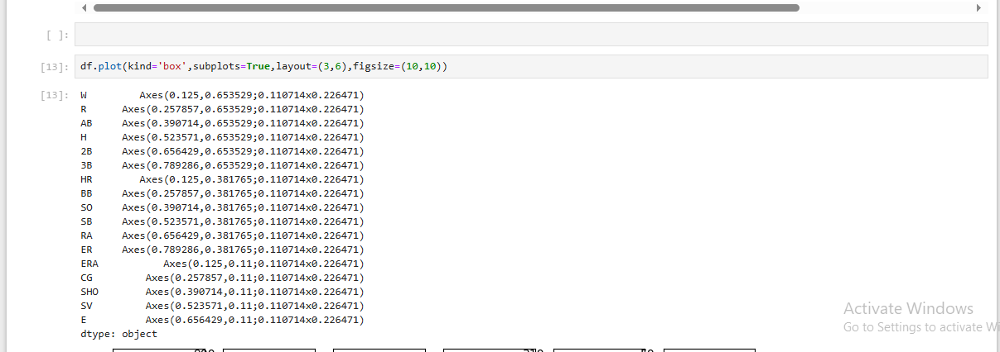 [ ]:
[13]: df.plot(kind='box',subplots=True,layout=(3,6),figsize=(10,10))
[13]: W Axes(0.125,0.653529;0.110714x0.226471)
R Axes(0.257857,0.653529;0.110714x0.226471)
AB Axes(0.390714,0.653529;0.110714x0.226471)
H Axes(0.523571,0.653529;0.110714x0.226471)
2B Axes(0.656429,0.653529;0.110714x0.226471)
3B Axes(0.789286,0.653529;0.110714x0.226471)
HR Axes(0.125,0.381765;0.110714x0.226471)
BB Axes(0.257857,0.381765;0.110714x0.226471)
SO Axes(0.390714,0.381765;0.110714x0.226471)
SB Axes(0.523571,0.381765;0.110714x0.226471)
RA Axes(0.656429,0.381765;0.110714x0.226471)
ER Axes(0.789286,0.381765;0.110714x0.226471)
ERA Axes(0.125,0.11;0.110714x0.226471)
CG Axes(0.257857,0.11;0.110714x0.226471)
SHO Axes(0.390714,0.11;0.110714x0.226471)
SV Axes(0.523571,0.11;0.110714x0.226471)
E Axes(0.656429,0.11;0.110714x0.226471)
dtype: object
Activate Windows
Go to Settings to activate Wi